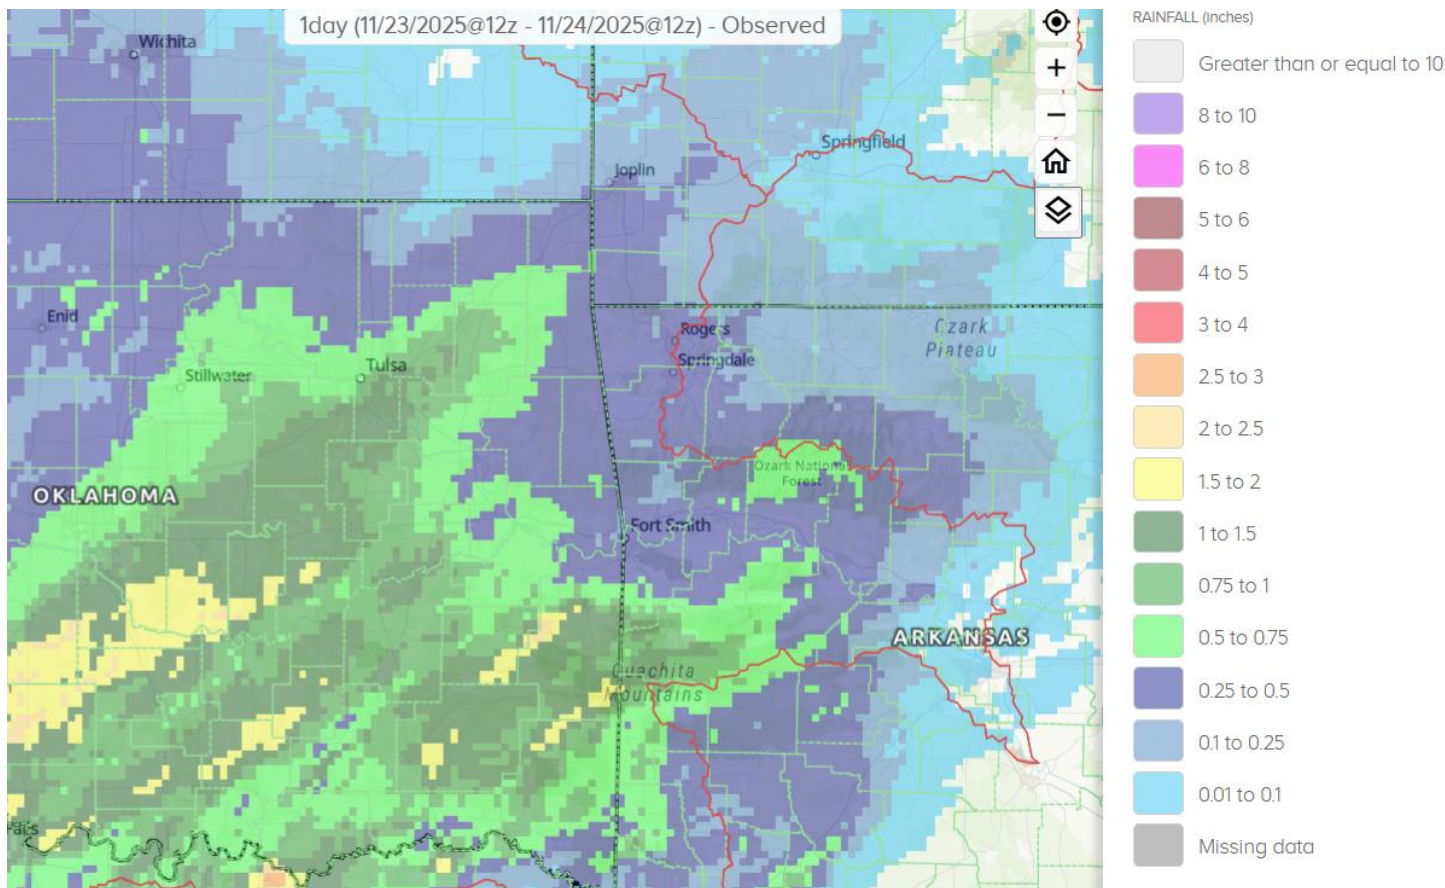 1day (11/23/2025@12z - 11/24/2025@12z) - Observed
Wichita
Springfield
Joplin
Enid
Rogers
Ozark
Plateau
Springdale
Tulsa
Stillwater
Ozark National
Forest
OKLAHOMA
Fort Smith
ARKANSAS
Ouachita
Mountains
RAINFALL (Inches)
Greater than or equal to 10
8 to 10
6 to 8
5 to 6
4 to 5
3 to 4
2.5 to 3
2 to 2.5
1.5 to 2
1 to 1.5
0.75 to 1
0.5 to 0.75
0.25 to 0.5
0.1 to 0.25
0.01 to 0.1
Missing data